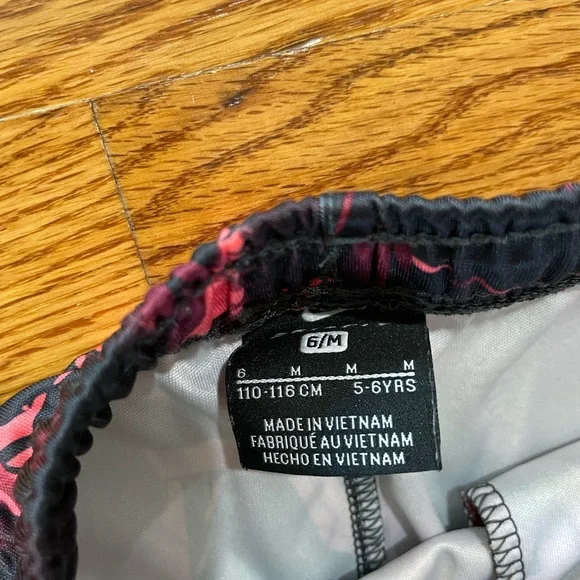 6/M
6 M M M
110-116 CM 5-6YRS
MADE IN VIETNAM
FABRIQUÉ AU VIETNAM
HECHO EN VIETNAM